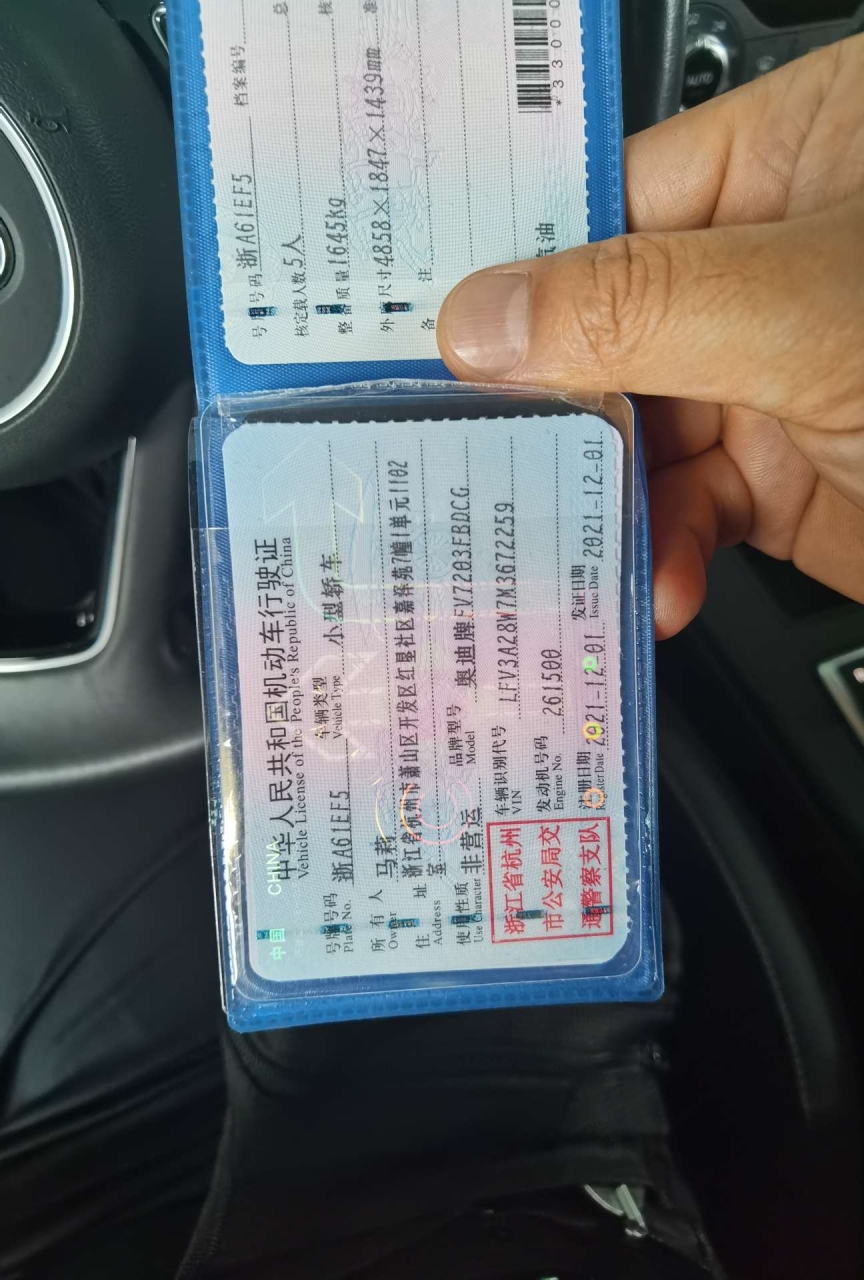 中国 CHINA
中华人民共和国机动车行驶证
Vehicle License of the People's Republic of China
号牌号码 浙A61EF5 车辆类型 小型轿车
Plate No. Vehicle Type
所有人 马莉
Owner
住址 浙江省杭州市萧山区开发区红垦社区嘉荷苑7幢1单元1102
Address 室
使用性质 非营运 品牌型号 奥迪牌FV7203FBDCG
Use Character Model
浙江省杭州
市公安局交
通警察支队
车辆识别代号 LFV3A28W7M3672259
VIN
发动机号码 261500
Engine No.
注册日期 2021-12-01 发证日期 2021-12-01
Register Date Issue Date
号牌号码 浙A61EF5 档案编号
核定载人数 5人 总
整备质量 1645kg 核
外廓尺寸 4858×1847×1439mm 准
备注
汽油
*33000
AUTO